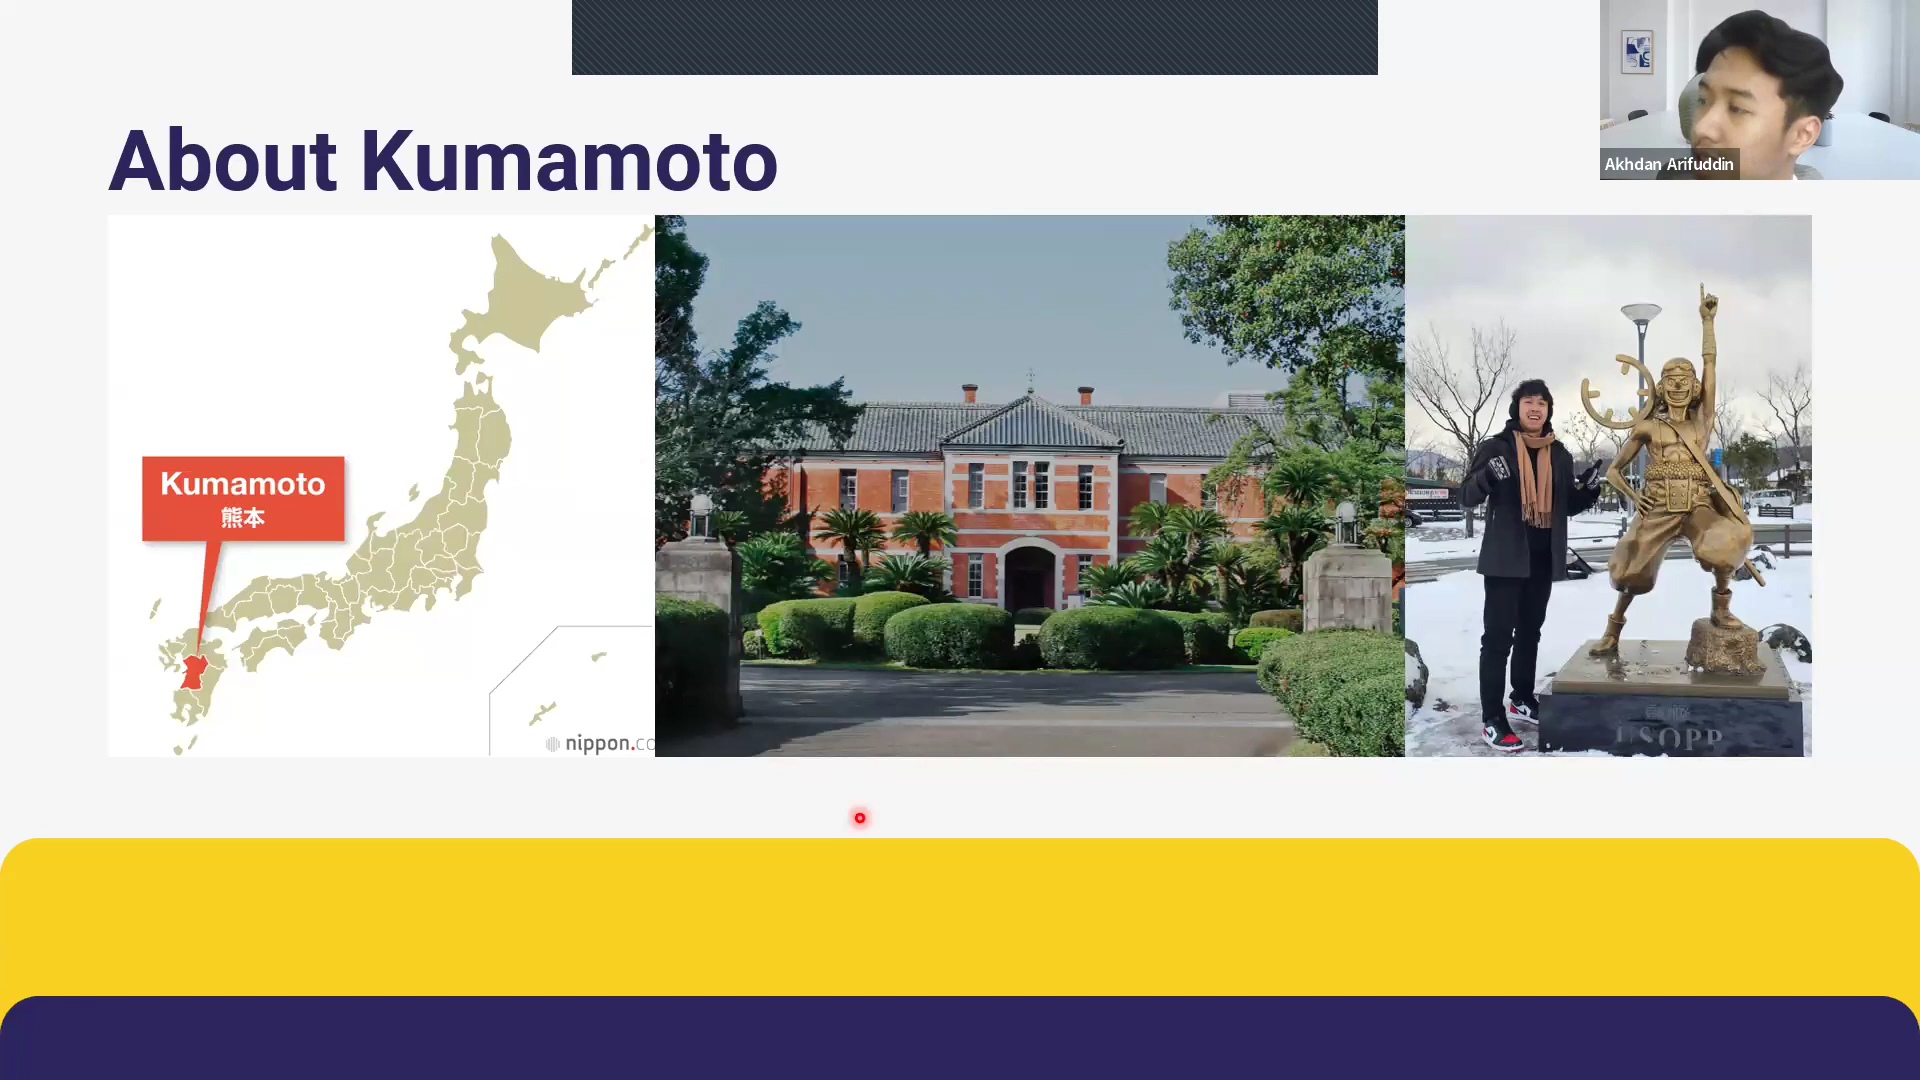 About Kumamoto
Akhdan Arifuddin
Kumamoto
熊本
nippon.co
USOPP